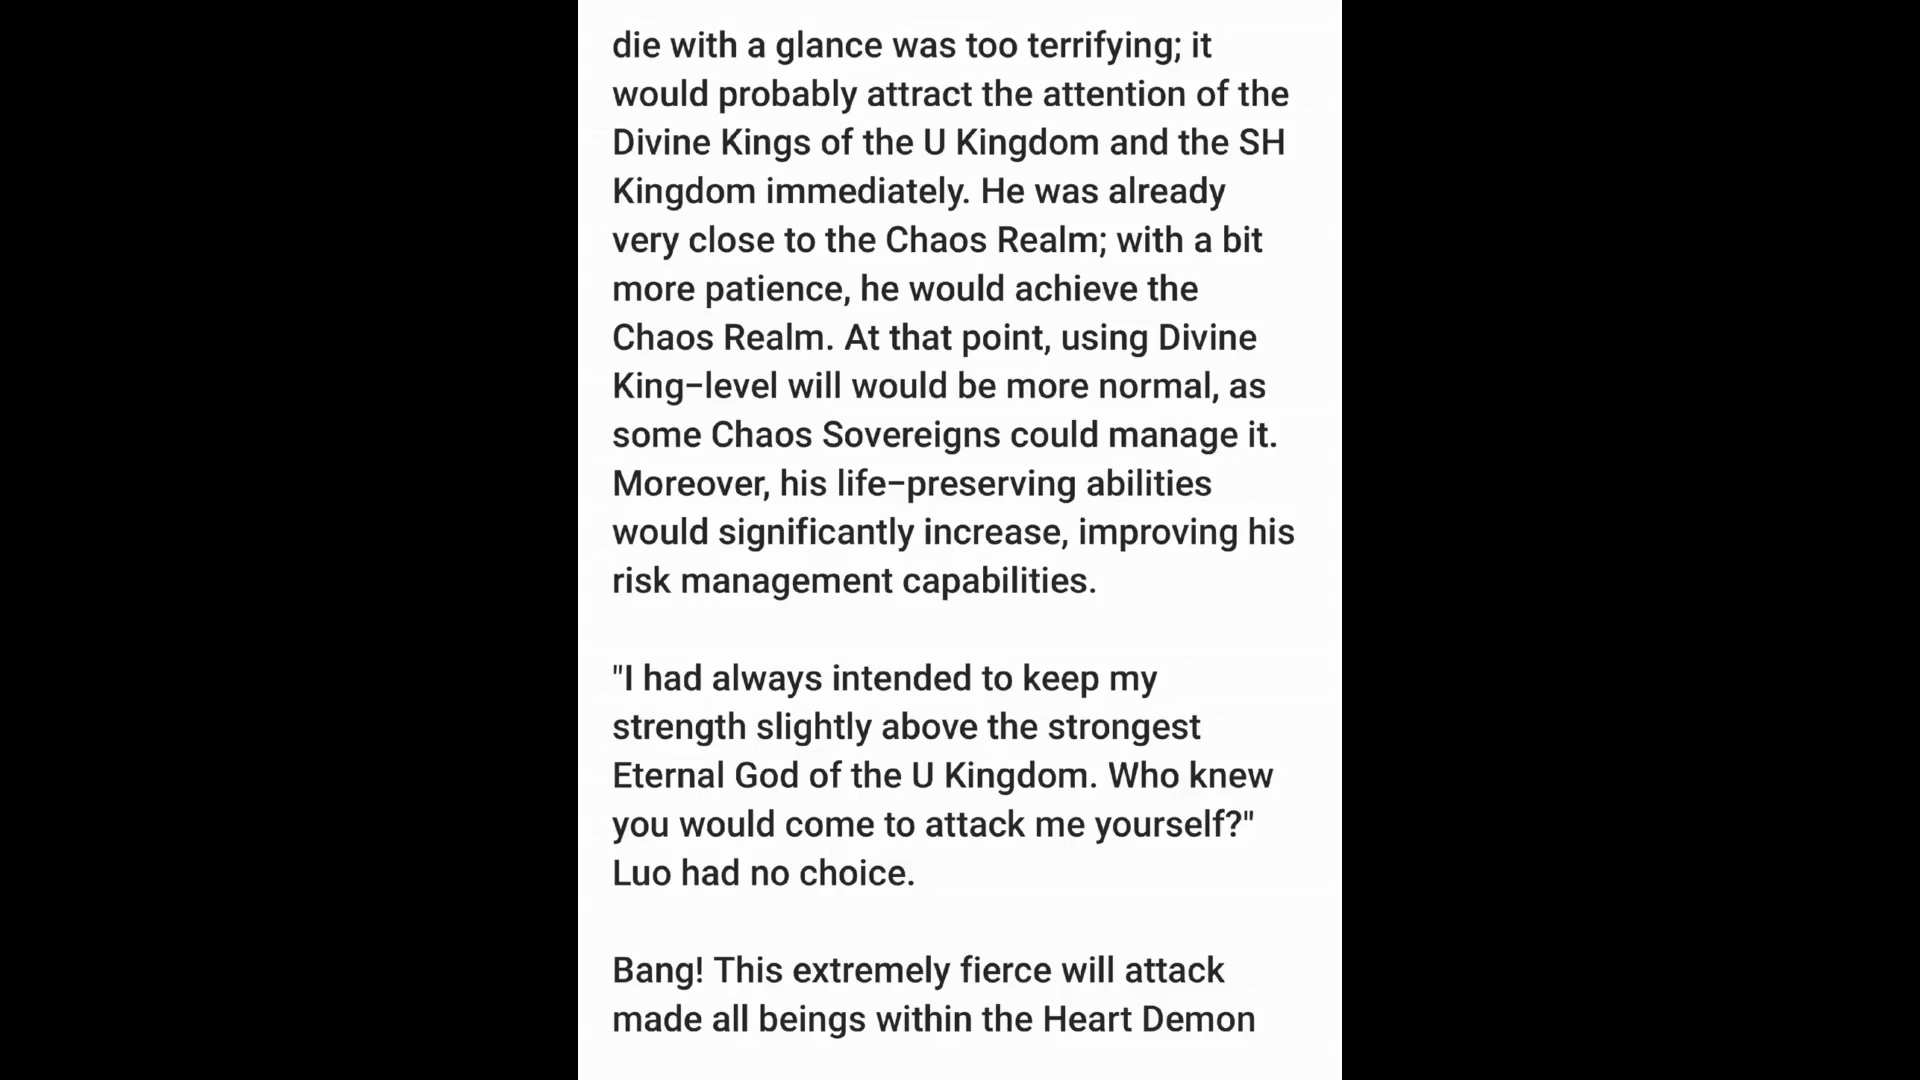 die with a glance was too terrifying; it
would probably attract the attention of the
Divine Kings of the U Kingdom and the SH
Kingdom immediately. He was already
very close to the Chaos Realm; with a bit
more patience, he would achieve the
Chaos Realm. At that point, using Divine
King–level will would be more normal, as
some Chaos Sovereigns could manage it.
Moreover, his life–preserving abilities
would significantly increase, improving his
risk management capabilities.
"I had always intended to keep my
strength slightly above the strongest
Eternal God of the U Kingdom. Who knew
you would come to attack me yourself?"
Luo had no choice.
Bang! This extremely fierce will attack
made all beings within the Heart Demon